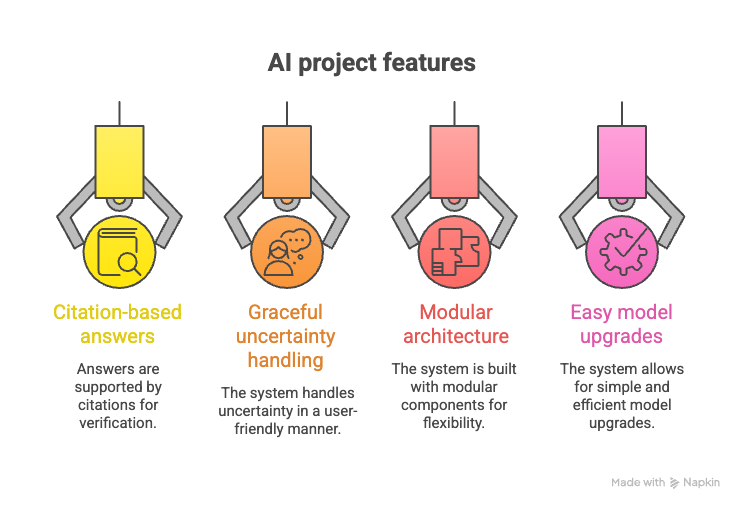 AI project features
Citation-based
answers
Answers are
supported by
citations for
verification.
Graceful
uncertainty
handling
The system handles
uncertainty in a user-
friendly manner.
Modular
architecture
The system is built
with modular
components for
flexibility.
Easy model
upgrades
The system allows
for simple and
efficient model
upgrades.
Made with Napkin